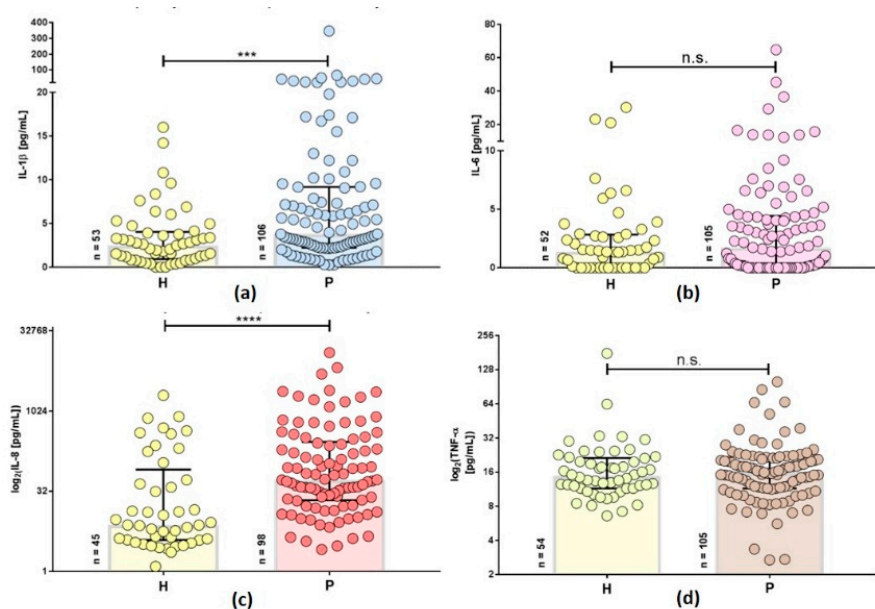 400
300
200
100
20
15
10
5
0
IL-1β [pg/mL]
***
n = 53
n = 106
H
P
(a)
80
60
40
20
10
5
0
IL-6 [pg/mL]
n.s.
n = 52
n = 105
H
P
(b)
32768
1024
32
1
log₂(IL-8 [pg/mL])
****
n = 45
n = 98
H
P
(c)
256
128
64
32
16
8
4
2
log₂(TNF-α
[pg/mL])
n.s.
n = 54
n = 105
H
P
(d)